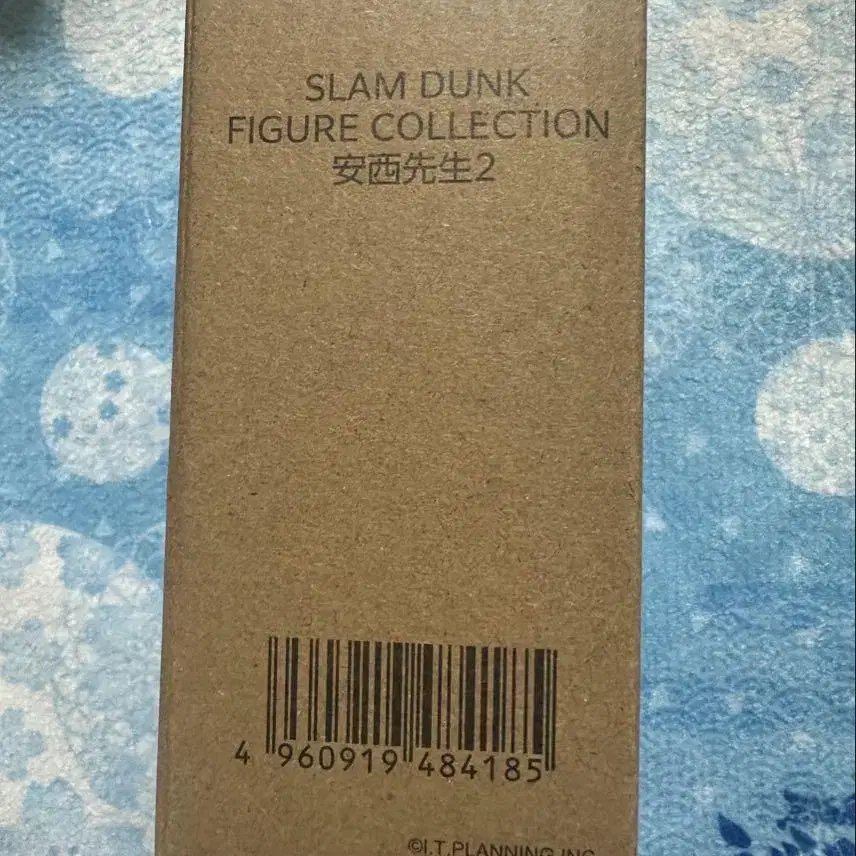 SLAM DUNK
FIGURE COLLECTION
安西先生2
4 960919 484185
©I.T.PLANNING,INC.